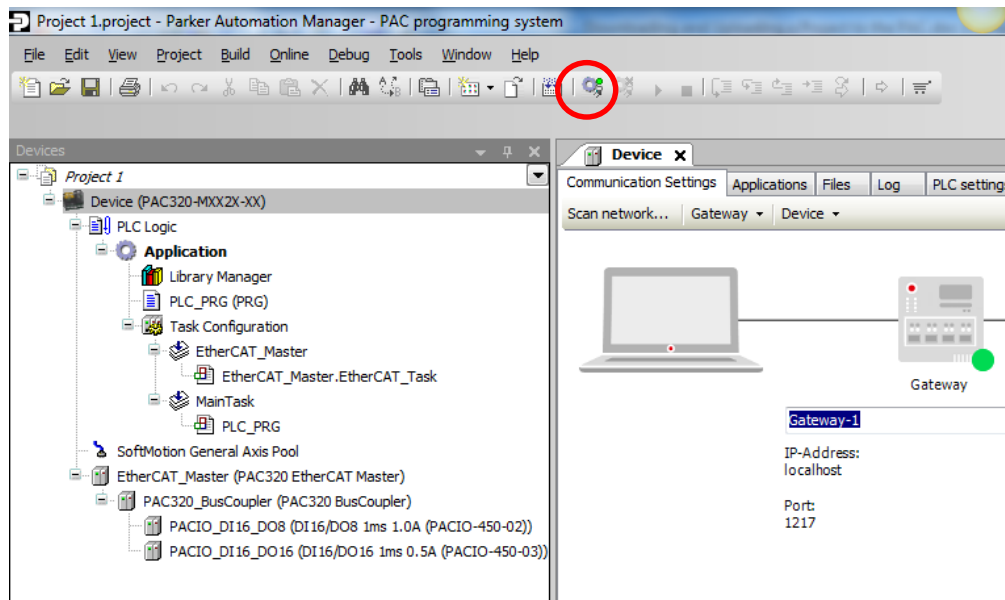 Project 1.project - Parker Automation Manager - PAC programming system
File Edit View Project Build Online Debug Tools Window Help
Devices
Project 1
Device (PAC320-MXX2X-XX)
PLC Logic
Application
Library Manager
PLC_PRG (PRG)
Task Configuration
EtherCAT_Master
EtherCAT_Master.EtherCAT_Task
MainTask
PLC_PRG
SoftMotion General Axis Pool
EtherCAT_Master (PAC320 EtherCAT Master)
PAC320_BusCoupler (PAC320 BusCoupler)
PACIO_DI16_DO8 (DI16/DO8 1ms 1.0A (PACIO-450-02))
PACIO_DI16_DO16 (DI16/DO16 1ms 0.5A (PACIO-450-03))
Device
Communication Settings Applications Files Log PLC setting
Scan network... Gateway Device
Gateway
Gateway-1
IP-Address:
localhost
Port:
1217